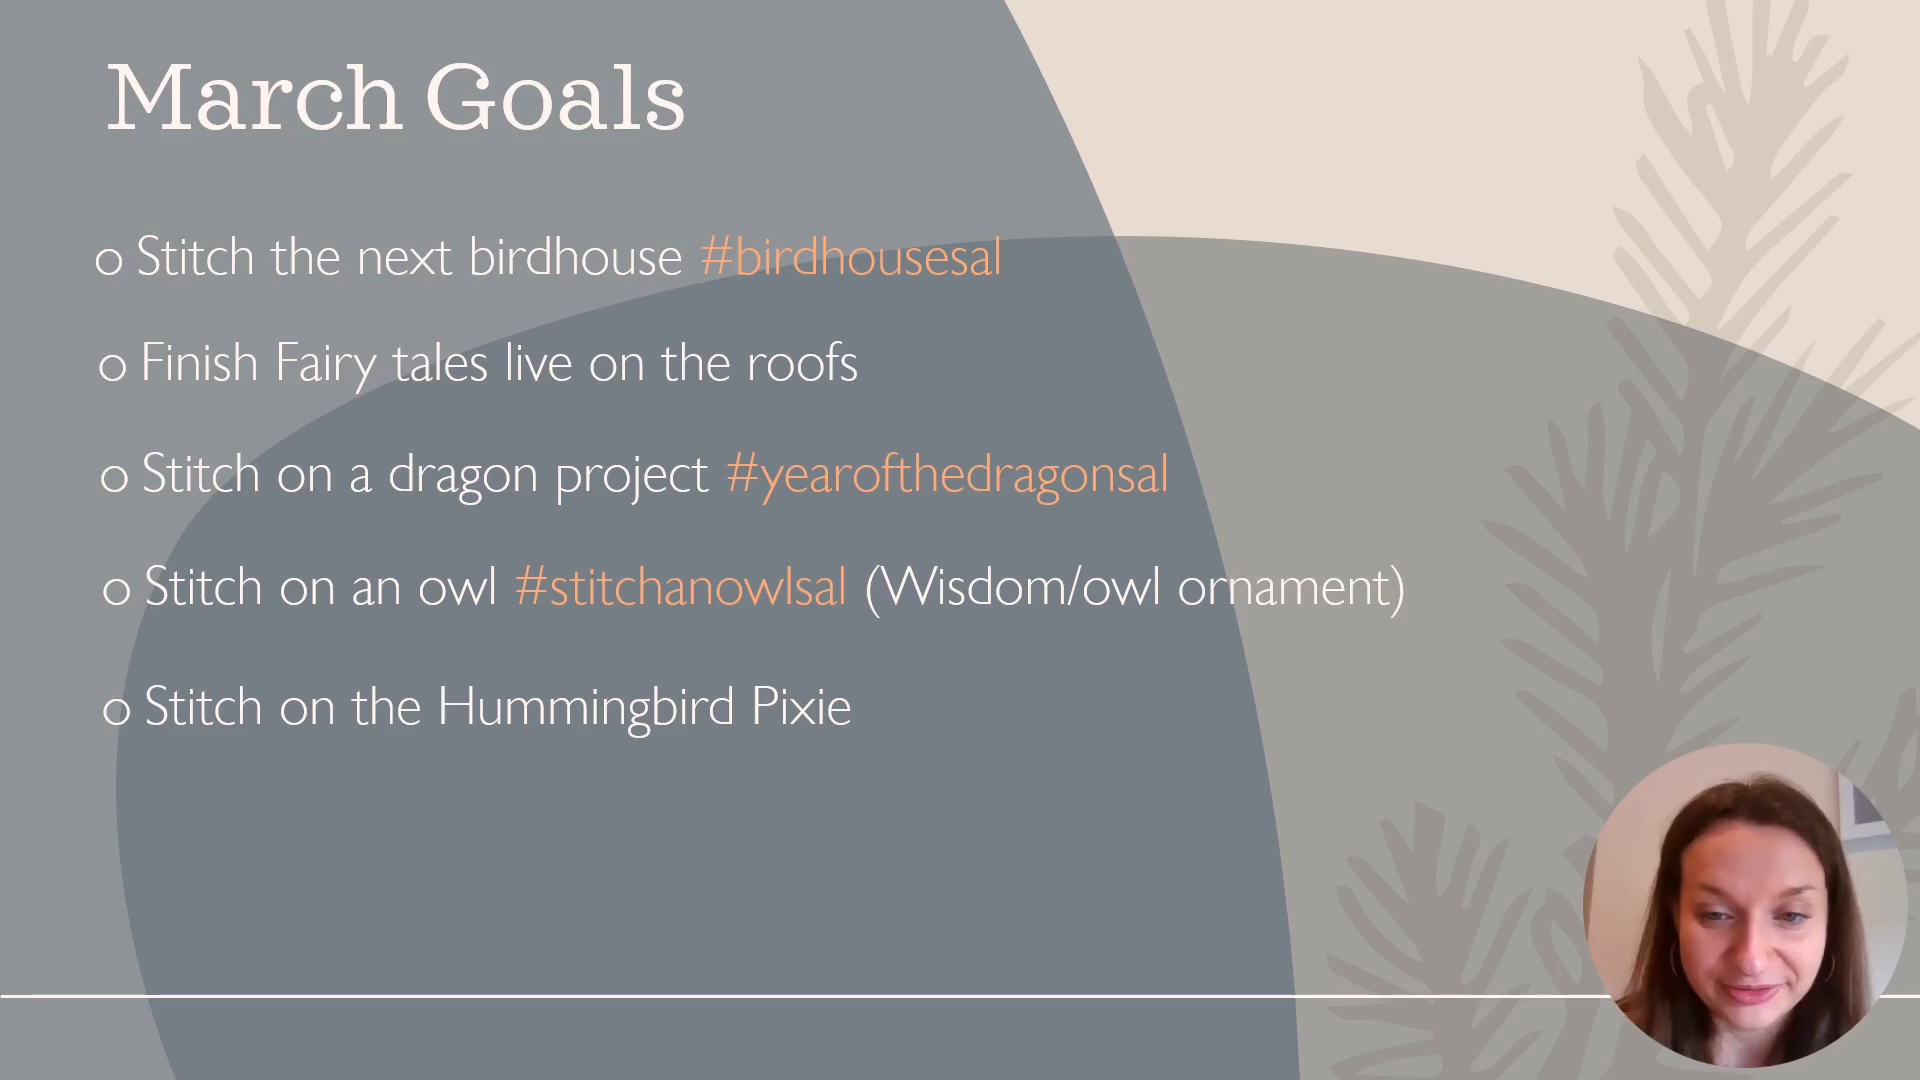 March Goals
o Stitch the next birdhouse #birdhousesal
o Finish Fairy tales live on the roofs
o Stitch on a dragon project #yearofthedragonsal
o Stitch on an owl #stitchanowlsal (Wisdom/owl ornament)
o Stitch on the Hummingbird Pixie